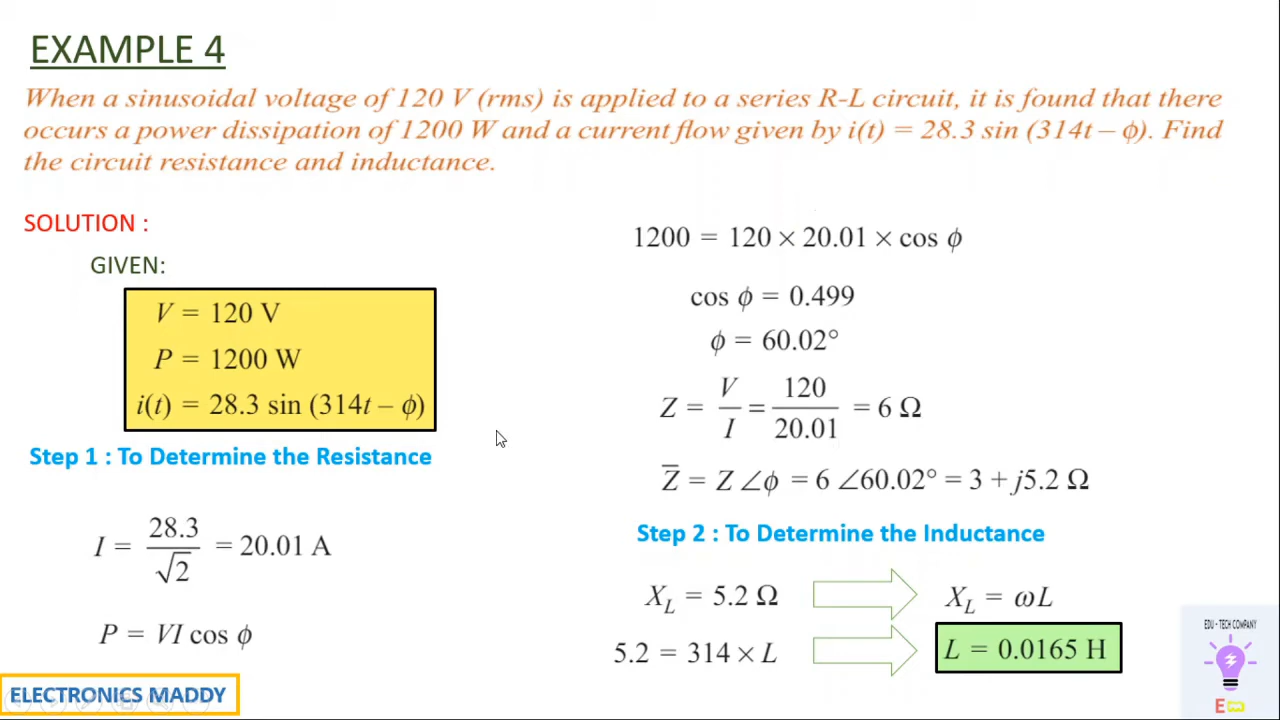 EXAMPLE 4
When a sinusoidal voltage of 120 V (rms) is applied to a series R-L circuit, it is found that there
occurs a power dissipation of 1200 W and a current flow given by i(t) = 28.3 sin (314t – ϕ). Find
the circuit resistance and inductance.
SOLUTION :
GIVEN:
V = 120 V
P = 1200 W
i(t) = 28.3 sin (314t – ϕ)
Step 1 : To Determine the Resistance
I = 28.3/√2 = 20.01 A
P = VI cos ϕ
ELECTRONICS MADDY
1200 = 120 × 20.01 × cos ϕ
cos ϕ = 0.499
ϕ = 60.02°
Z = V/I = 120/20.01 = 6 Ω
Z̅ = Z ∠ϕ = 6 ∠60.02° = 3 + j5.2 Ω
Step 2 : To Determine the Inductance
X_L = 5.2 Ω X_L = ωL
5.2 = 314 × L L = 0.0165 H
EDU - TECH COMPANY
E